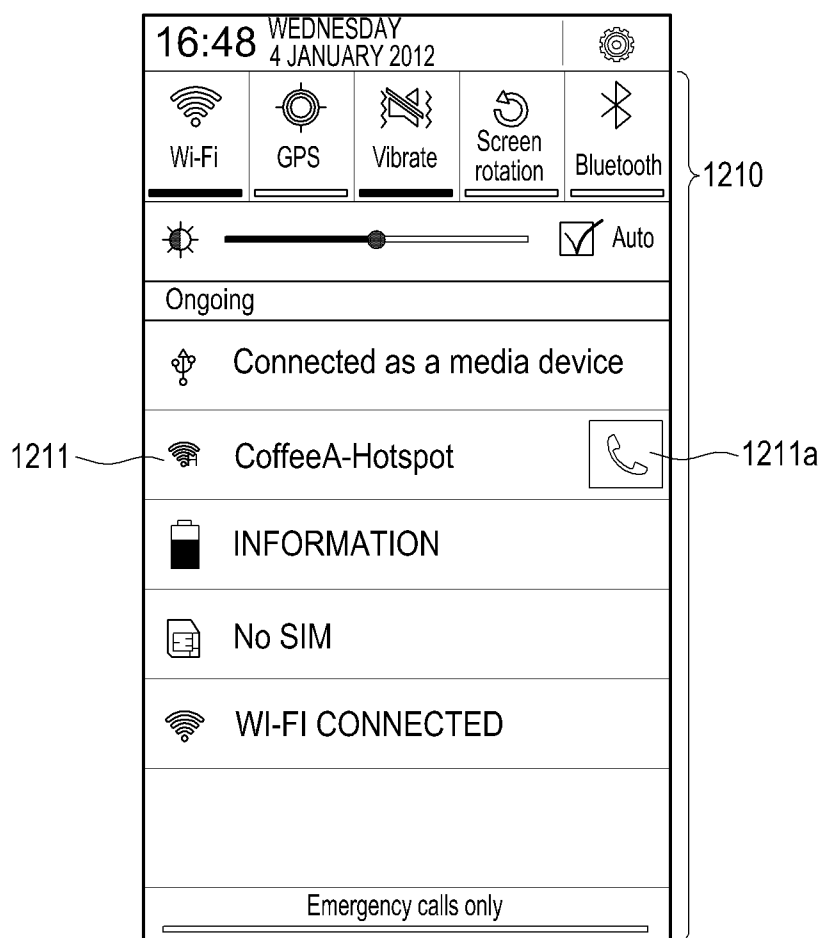 16:48 WEDNESDAY
4 JANUARY 2012
Wi-Fi
GPS
Vibrate
Screen
rotation
Bluetooth
1210
Auto
Ongoing
Connected as a media device
1211
CoffeeA-Hotspot
1211a
INFORMATION
No SIM
WI-FI CONNECTED
Emergency calls only